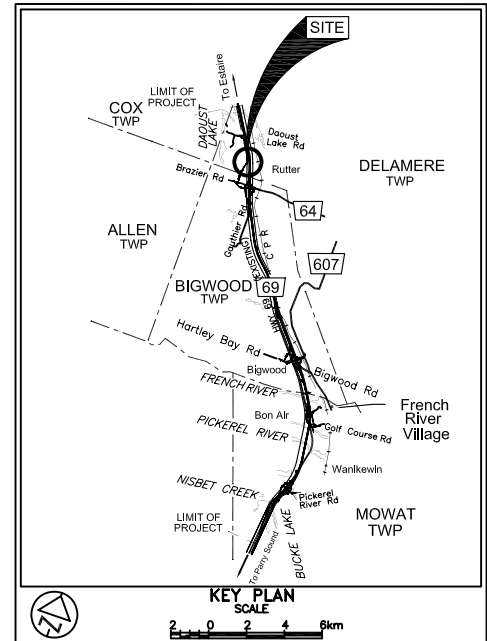 SITE
To Estaire
LIMIT OF
PROJECT
COX
TWP
DAOUST
LAKE
Daoust
Lake Rd
Rutter
DELAMERE
TWP
Brazier Rd
64
ALLEN
TWP
Gauthier Rd
C P R
(EXISTING)
607
BIGWOOD
TWP
69
HWY 69
Hartley Bay Rd
Bigwood
Bigwood Rd
FRENCH RIVER
French
River
Village
Bon Air
Golf Course Rd
PICKEREL RIVER
Wanikewin
NISBET CREEK
Pickerel
River Rd
MOWAT
TWP
LIMIT OF
PROJECT
BUCKE LAKE
To Parry Sound
KEY PLAN
SCALE
2 0 2 4 6km